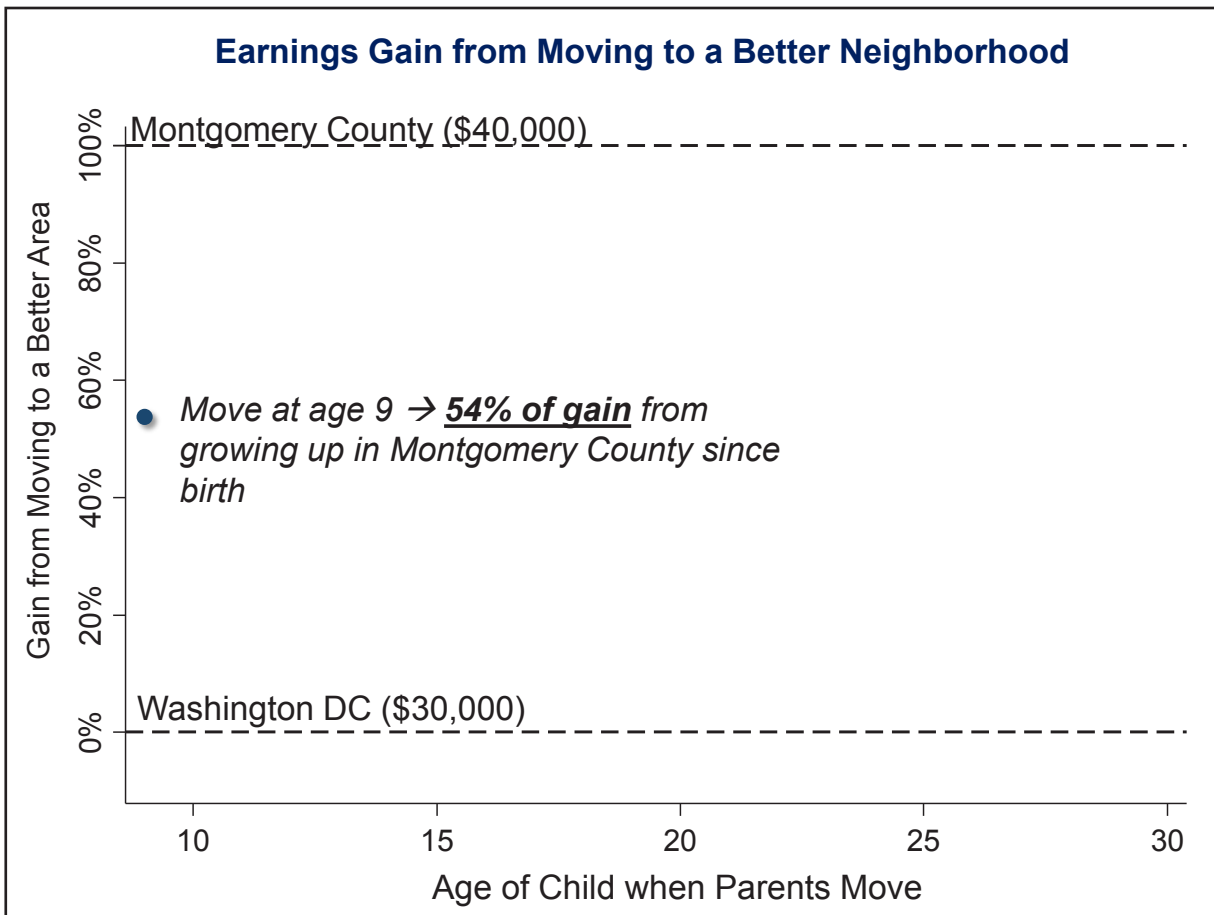 Earnings Gain from Moving to a Better Neighborhood
Montgomery County ($40,000)
100%
80%
60%
40%
20%
0%
Gain from Moving to a Better Area
Move at age 9 → 54% of gain from
growing up in Montgomery County since
birth
Washington DC ($30,000)
10 15 20 25 30
Age of Child when Parents Move